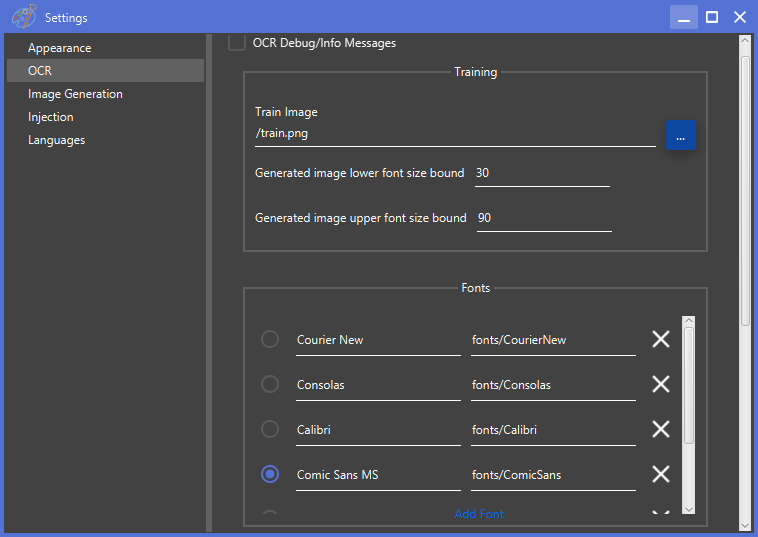 Settings
Appearance
OCR
Image Generation
Injection
Languages
OCR Debug/Info Messages
Training
Train Image
/train.png
...
Generated image lower font size bound 30
Generated image upper font size bound 90
Fonts
Courier New fonts/CourierNew
Consolas fonts/Consolas
Calibri fonts/Calibri
Comic Sans MS fonts/ComicSans
Add Font